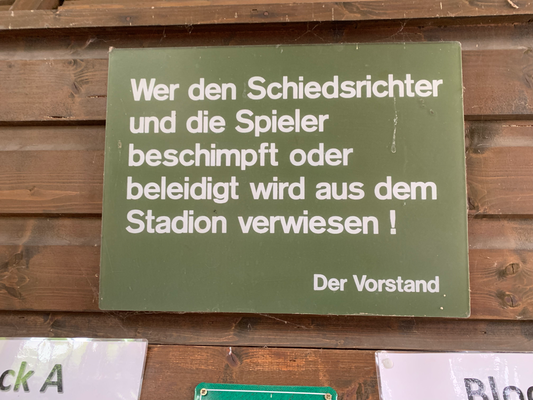 Wer den Schiedsrichter
und die Spieler
beschimpft oder
beleidigt wird aus dem
Stadion verwiesen !
Der Vorstand
A